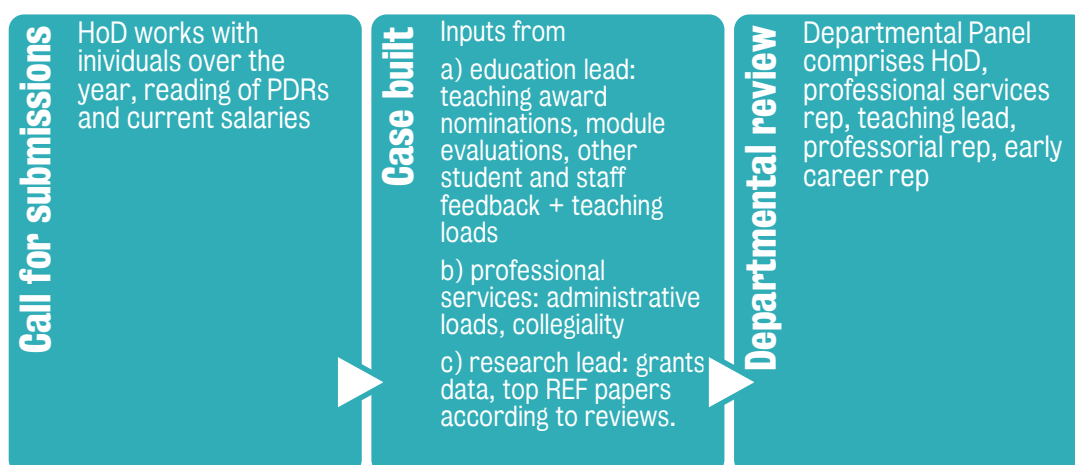 Call for submissions
HoD works with
inividuals over the
year, reading of PDRs
and current salaries
Case built
Inputs from
a) education lead:
teaching award
nominations, module
evaluations, other
student and staff
feedback + teaching
loads
b) professional
services: administrative
loads, collegiality
c) research lead: grants
data, top REF papers
according to reviews.
Departmental review
Departmental Panel
comprises HoD,
professional services
rep, teaching lead,
professorial rep, early
career rep